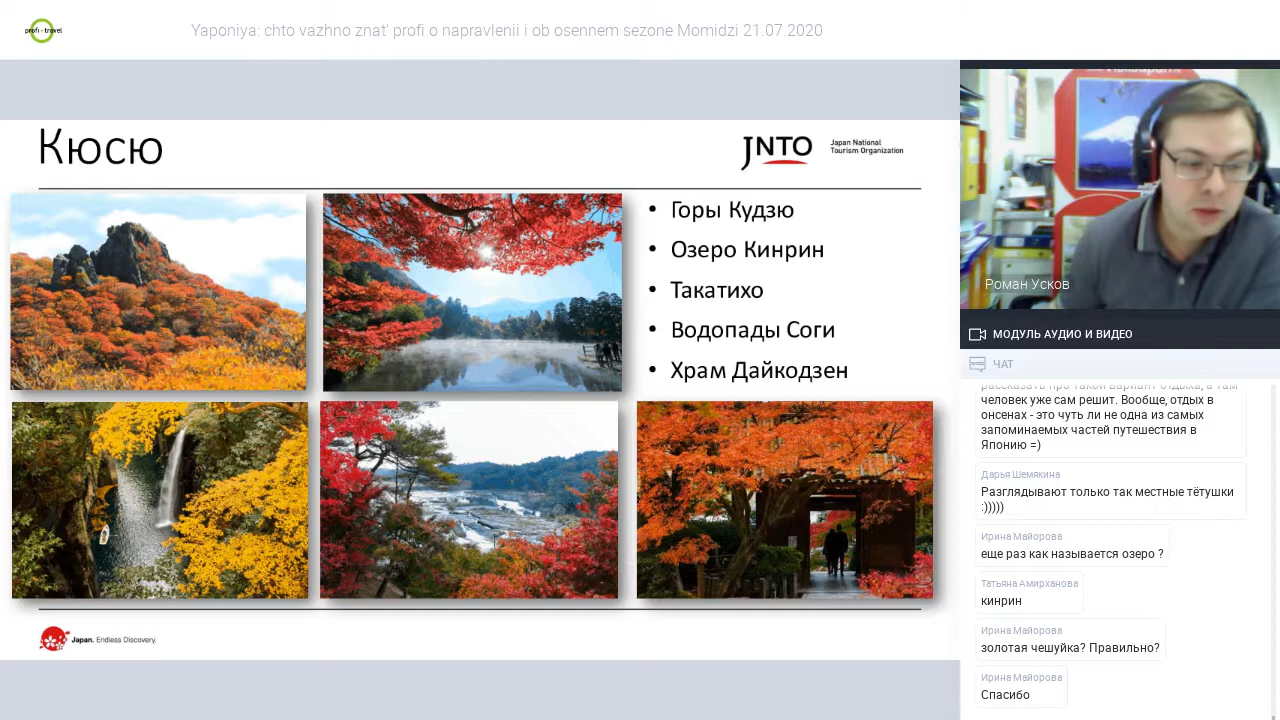 profi travel
Yaponiya: chto vazhno znat' profi o napravlenii i ob osennem sezone Momidzi 21.07.2020
Кюсю
JNTO Japan National
Tourism Organization
• Горы Кудзю
• Озеро Кинрин
• Такатихо
• Водопады Соги
• Храм Дайкодзен
Japan. Endless Discovery.
Роман Усков
МОДУЛЬ АУДИО И ВИДЕО
ЧАТ
рассказать про такой вариант отдыха, а там
человек уже сам решит. Вообще, отдых в
онсенах - это чуть ли не одна из самых
запоминаемых частей путешествия в
Японию =)
Дарья Шемякина
Разглядывают только так местные тётушки
:)))))
Ирина Майорова
еще раз как называется озеро ?
Татьяна Амирханова
кинрин
Ирина Майорова
золотая чешуйка? Правильно?
Ирина Майорова
Спасибо